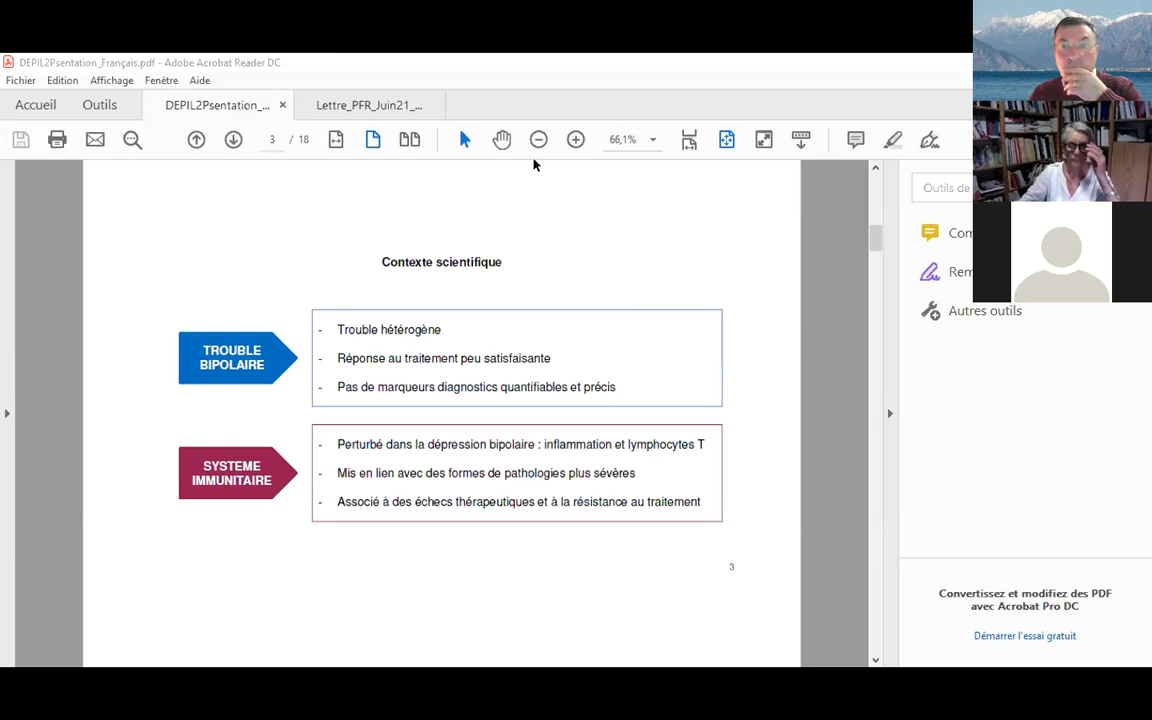 DEPIL2Psentation_Français.pdf - Adobe Acrobat Reader DC
Fichier Edition Affichage Fenêtre Aide
Accueil Outils DEPIL2Psentation_... × Lettre_PFR_Juin21_...
3 / 18 66,1%
Outils de
Contexte scientifique
TROUBLE
BIPOLAIRE
- Trouble hétérogène
- Réponse au traitement peu satisfaisante
- Pas de marqueurs diagnostics quantifiables et précis
SYSTEME
IMMUNITAIRE
- Perturbé dans la dépression bipolaire : inflammation et lymphocytes T
- Mis en lien avec des formes de pathologies plus sévères
- Associé à des échecs thérapeutiques et à la résistance au traitement
3
Com
Rem
Autres outils
Convertissez et modifiez des PDF
avec Acrobat Pro DC
Démarrer l'essai gratuit